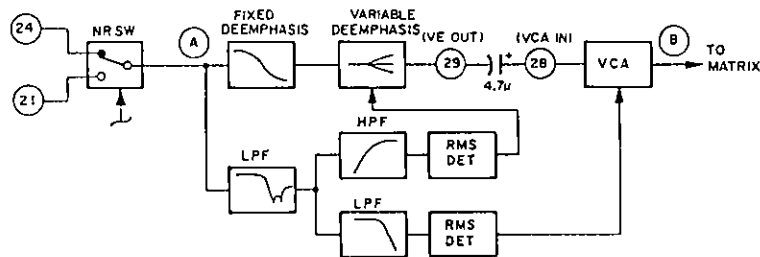 24
21
NR SW
A
FIXED
DEEMPHASIS
VARIABLE
DEEMPHASIS
(VE OUT)
29
+
4.7μ
(VCA IN)
28
VCA
B
TO
MATRIX
LPF
HPF
RMS
DET
LPF
RMS
DET